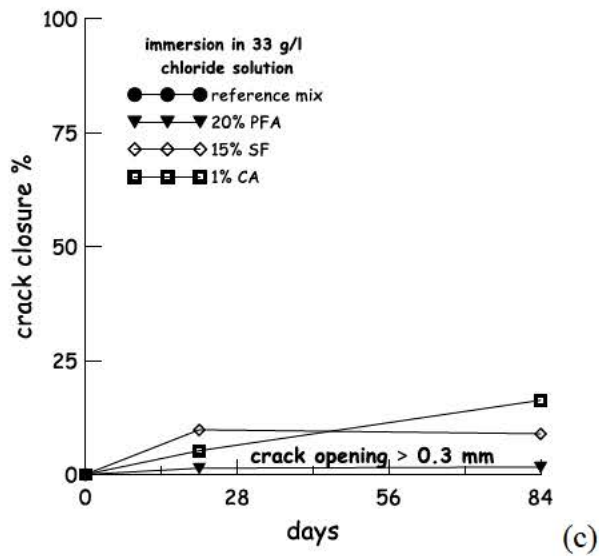 100
immersion in 33 g/l
chloride solution
reference mix
20% PFA
15% SF
1% CA
75
50
25
0
crack closure %
crack opening > 0.3 mm
0 28 56 84
days
(c)